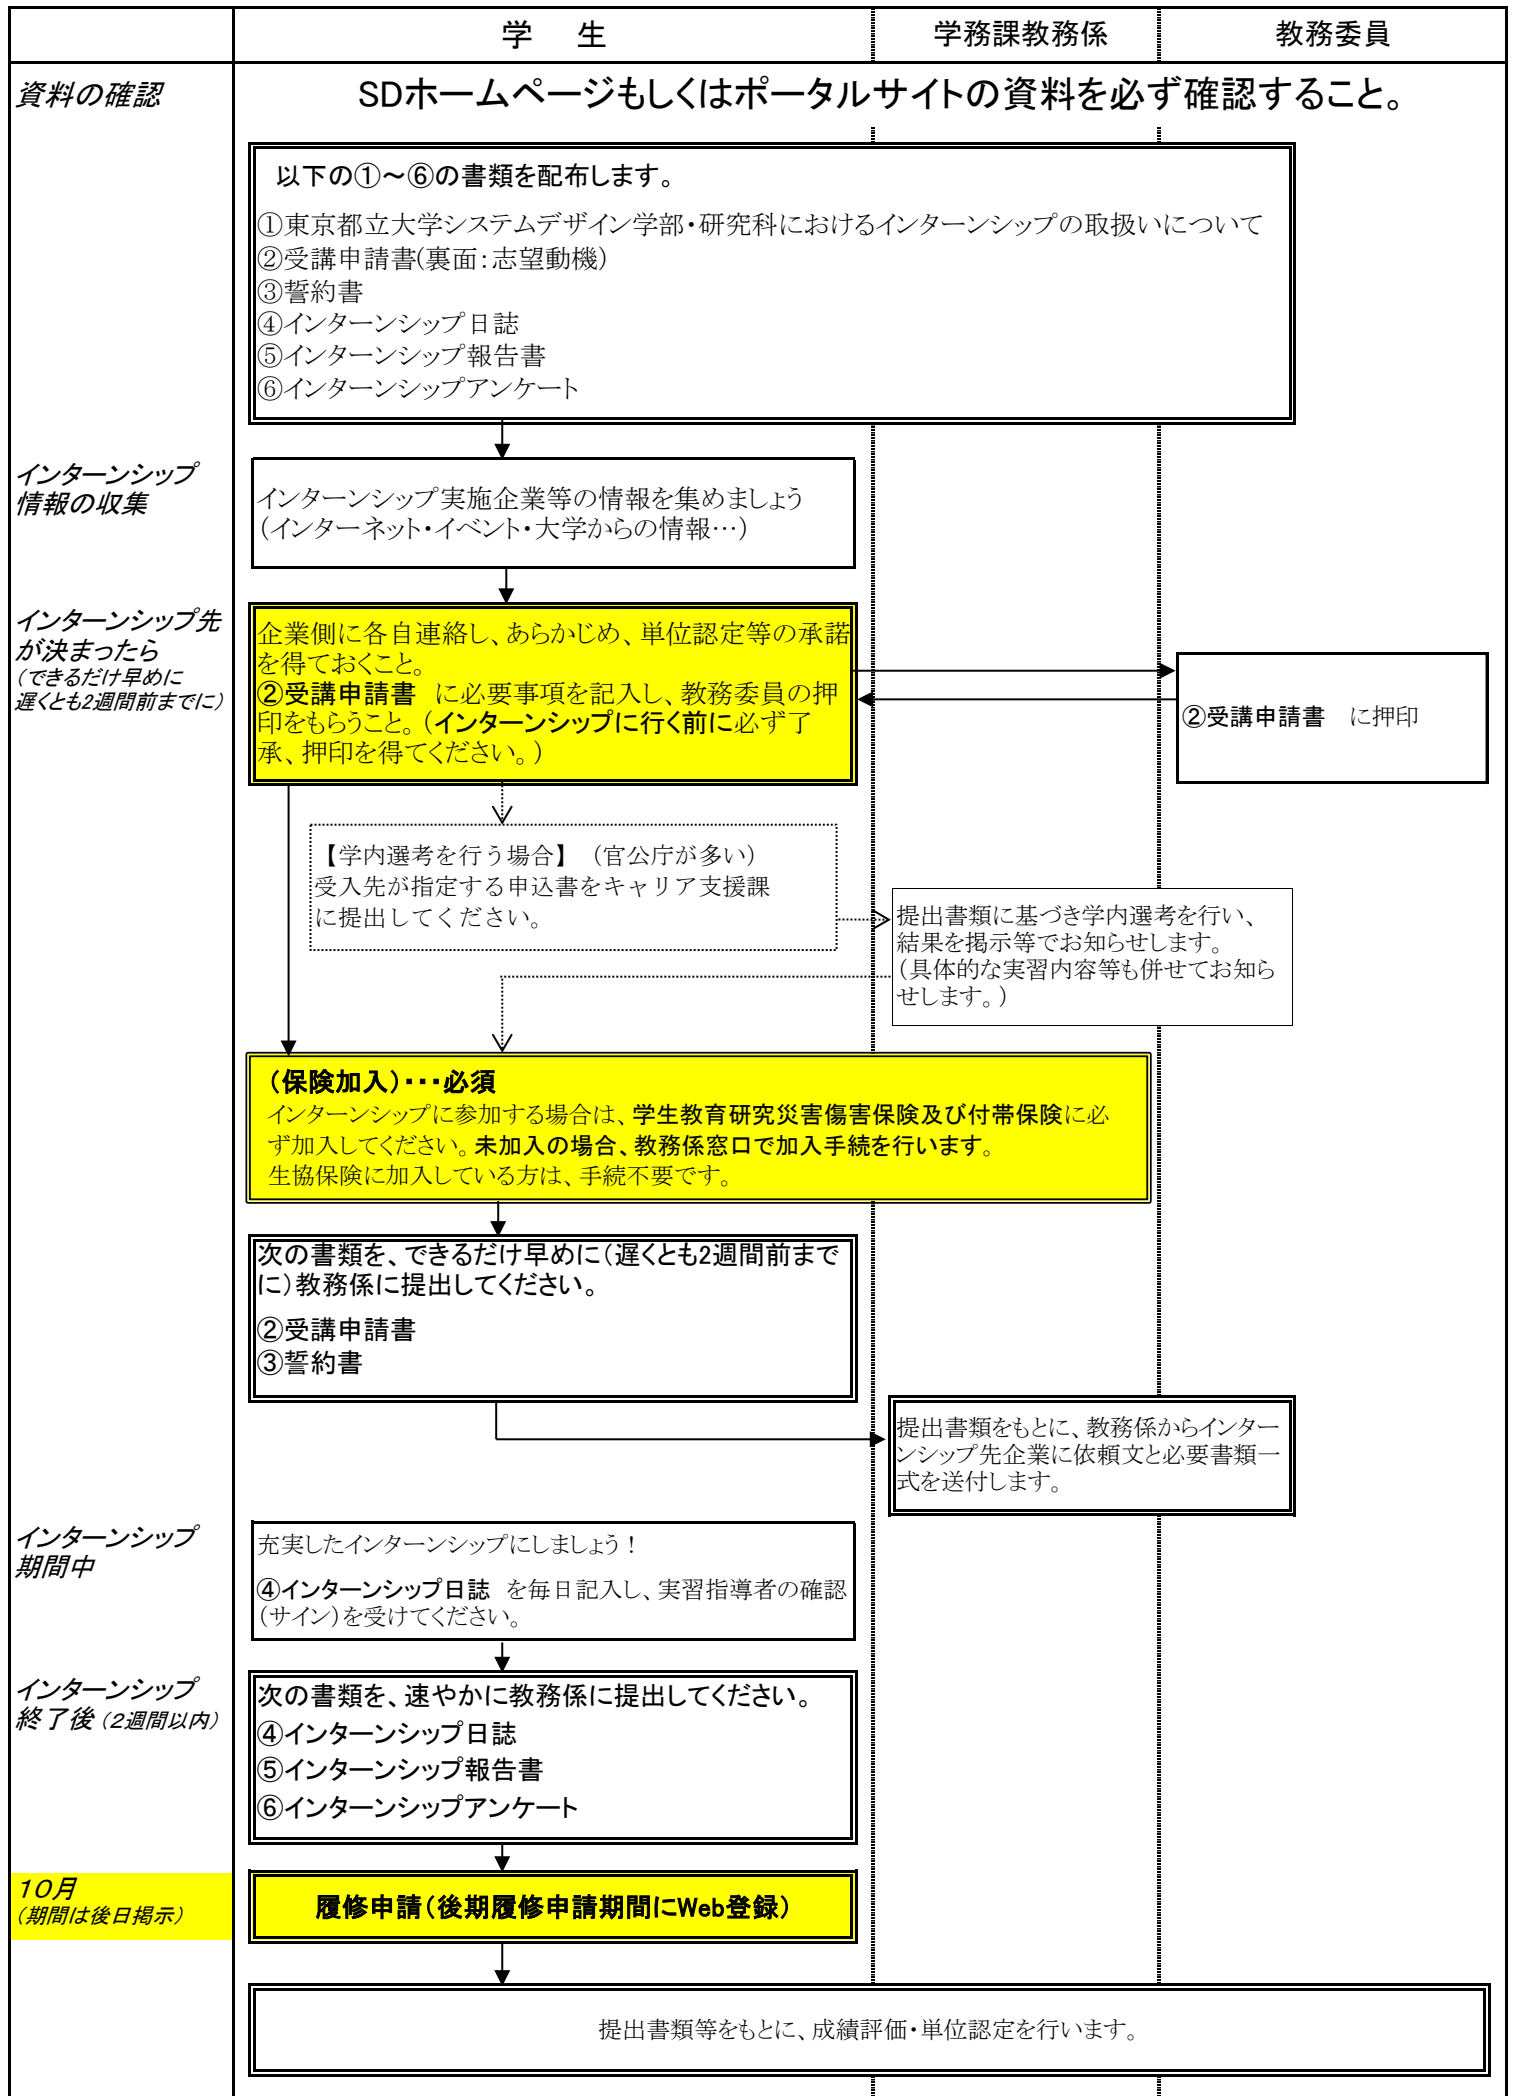 学 生
学務課教務係
教務委員
資料の確認
SDホームページもしくはポータルサイトの資料を必ず確認すること。
以下の①～⑥の書類を配布します。
①東京都立大学システムデザイン学部・研究科におけるインターンシップの取扱いについて
②受講申請書(裏面：志望動機)
③誓約書
④インターンシップ日誌
⑤インターンシップ報告書
⑥インターンシップアンケート
インターンシップ
情報の収集
インターンシップ実施企業等の情報を集めましょう
（インターネット・イベント・大学からの情報…）
インターンシップ先
が決まったら
（できるだけ早めに
遅くとも2週間前までに）
企業側に各自連絡し、あらかじめ、単位認定等の承諾
を得ておくこと。
②受講申請書　に必要事項を記入し、教務委員の押
印をもらうこと。（インターンシップに行く前に必ず了
承、押印を得てください。）
②受講申請書　に押印
【学内選考を行う場合】（官公庁が多い）
受入先が指定する申込書をキャリア支援課
に提出してください。
提出書類に基づき学内選考を行い、
結果を掲示等でお知らせします。
（具体的な実習内容等も併せてお知ら
せします。）
（保険加入）・・・必須
インターンシップに参加する場合は、学生教育研究災害傷害保険及び付帯保険に必
ず加入してください。未加入の場合、教務係窓口で加入手続を行います。
生協保険に加入している方は、手続不要です。
次の書類を、できるだけ早めに（遅くとも2週間前まで
に）教務係に提出してください。
②受講申請書
③誓約書
提出書類をもとに、教務係からインター
ンシップ先企業に依頼文と必要書類一
式を送付します。
インターンシップ
期間中
充実したインターンシップにしましょう！
④インターンシップ日誌　を毎日記入し、実習指導者の確認
（サイン）を受けてください。
インターンシップ
終了後（2週間以内）
次の書類を、速やかに教務係に提出してください。
④インターンシップ日誌
⑤インターンシップ報告書
⑥インターンシップアンケート
10月
（期間は後日掲示）
履修申請（後期履修申請期間にWeb登録）
提出書類等をもとに、成績評価・単位認定を行います。